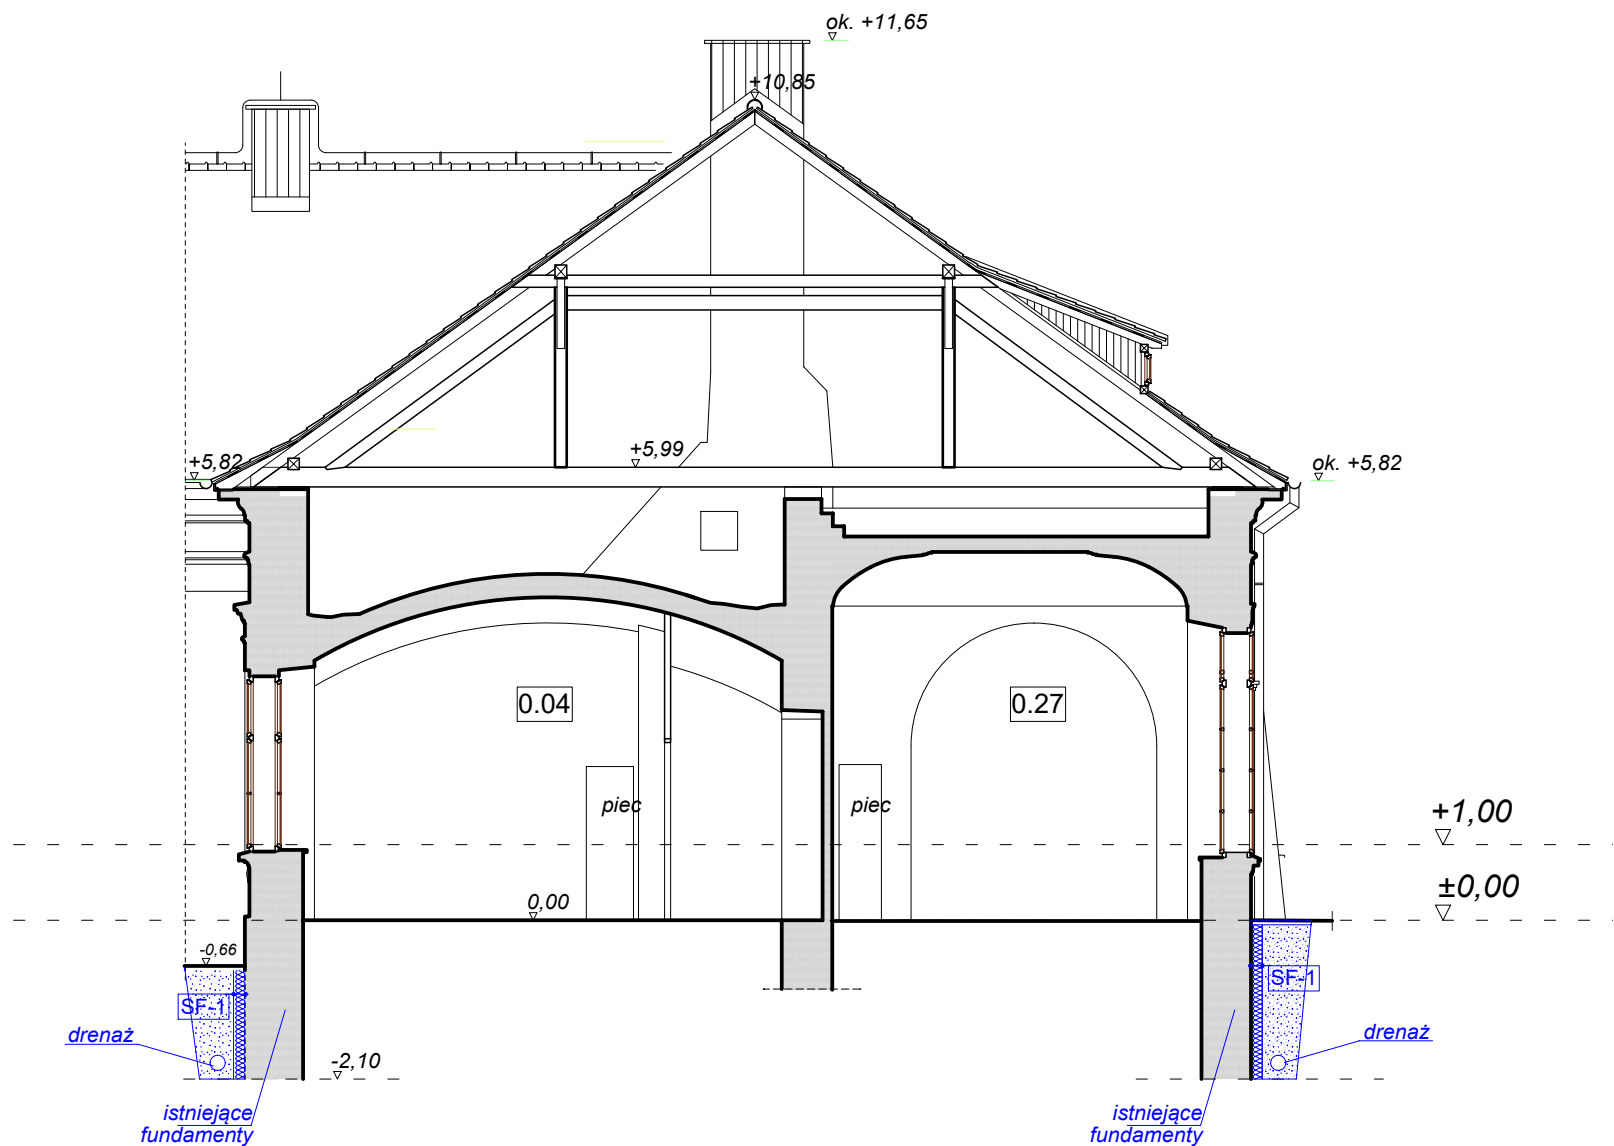 ok. +11,65
+10,85
+5,82
+5,99
ok. +5,82
0.04
0.27
piec
piec
+1,00
±0,00
0,00
-0,66
SF-1
SF-1
drenaż
drenaż
-2,10
istniejące
fundamenty
istniejące
fundamenty